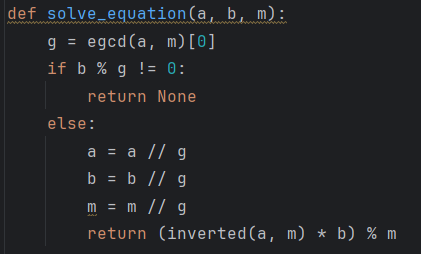 def solve_equation(a, b, m):
    g = egcd(a, m)[0]
    if b % g != 0:
        return None
    else:
        a = a // g
        b = b // g
        m = m // g
        return (inverted(a, m) * b) % m